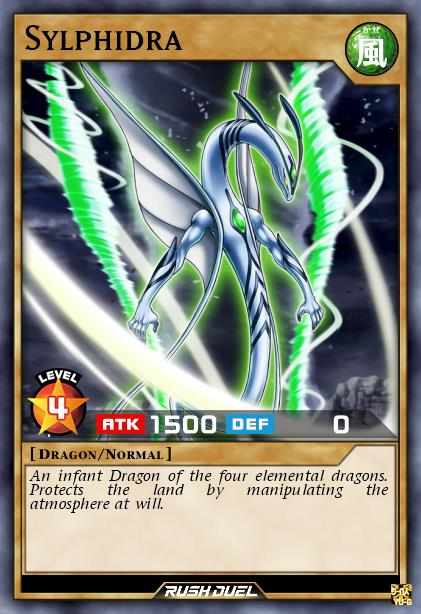 SYLPHIDRA
かぜ
風
LEVEL
4
ATK 1500 DEF 0
[DRAGON/NORMAL]
An infant Dragon of the four elemental dragons.
Protects the land by manipulating the
atmosphere at will.
RUSH DUEL